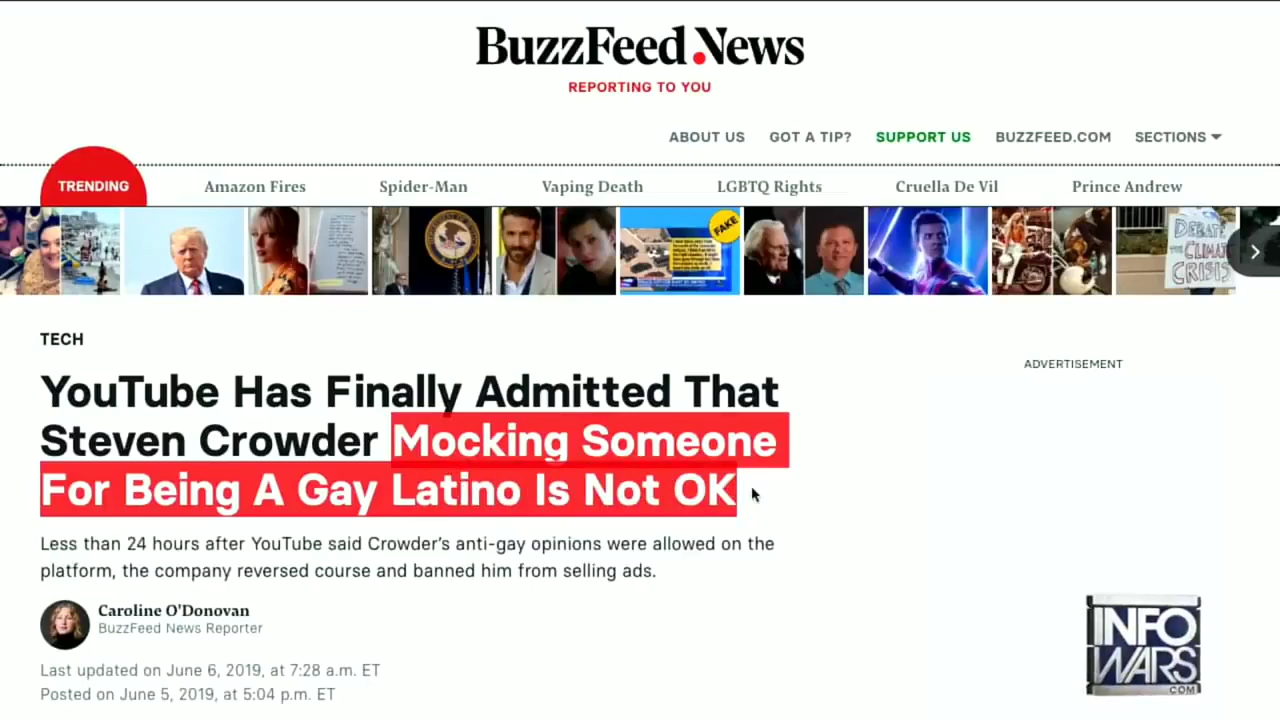 BuzzFeed News
REPORTING TO YOU
ABOUT US GOT A TIP? SUPPORT US BUZZFEED.COM SECTIONS
TRENDING Amazon Fires Spider-Man Vaping Death LGBTQ Rights Cruella De Vil Prince Andrew
FAKE
DEBATE
THE CLIMATE
CRISIS
TECH
ADVERTISEMENT
YouTube Has Finally Admitted That
Steven Crowder Mocking Someone
For Being A Gay Latino Is Not OK
Less than 24 hours after YouTube said Crowder's anti-gay opinions were allowed on the
platform, the company reversed course and banned him from selling ads.
Caroline O'Donovan
BuzzFeed News Reporter
Last updated on June 6, 2019, at 7:28 a.m. ET
Posted on June 5, 2019, at 5:04 p.m. ET
INFO
WARS
.COM